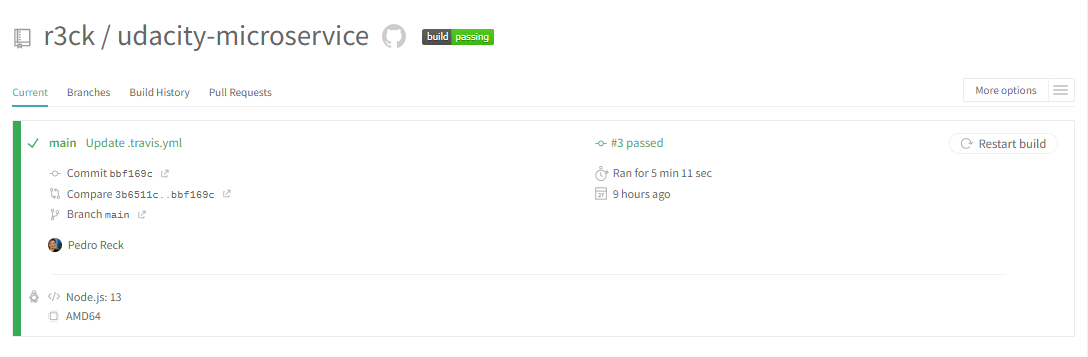 r3ck / udacity-microservice build passing
Current Branches Build History Pull Requests More options
main Update .travis.yml #3 passed Restart build
Commit bbf169c Ran for 5 min 11 sec
Compare 3b6511c..bbf169c 27 9 hours ago
Branch main
Pedro Reck
</> Node.js: 13
AMD64